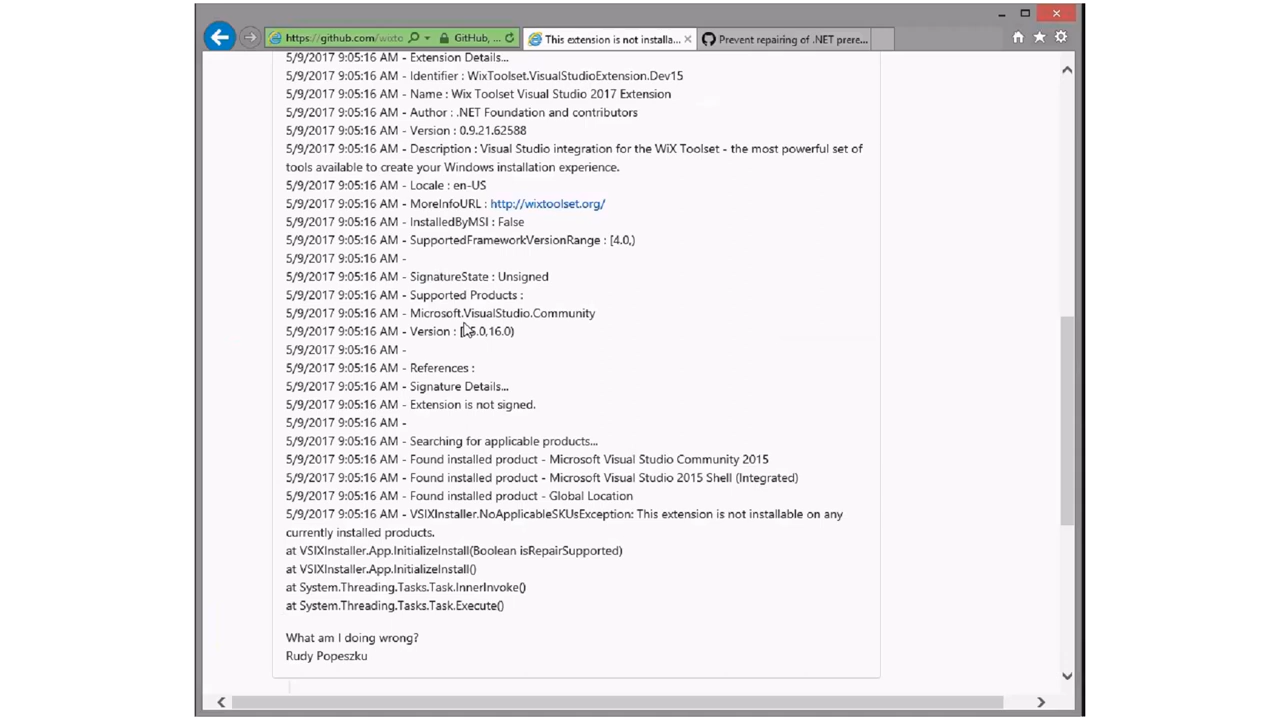 https://github.com/wixto
GitHub, ...
This extension is not installa...
Prevent repairing of .NET prere...
5/9/2017 9:05:16 AM - Extension Details...
5/9/2017 9:05:16 AM - Identifier : WixToolset.VisualStudioExtension.Dev15
5/9/2017 9:05:16 AM - Name : Wix Toolset Visual Studio 2017 Extension
5/9/2017 9:05:16 AM - Author : .NET Foundation and contributors
5/9/2017 9:05:16 AM - Version : 0.9.21.62588
5/9/2017 9:05:16 AM - Description : Visual Studio integration for the WiX Toolset - the most powerful set of
tools available to create your Windows installation experience.
5/9/2017 9:05:16 AM - Locale : en-US
5/9/2017 9:05:16 AM - MoreInfoURL : http://wixtoolset.org/
5/9/2017 9:05:16 AM - InstalledByMSI : False
5/9/2017 9:05:16 AM - SupportedFrameworkVersionRange : [4.0,)
5/9/2017 9:05:16 AM -
5/9/2017 9:05:16 AM - SignatureState : Unsigned
5/9/2017 9:05:16 AM - Supported Products :
5/9/2017 9:05:16 AM - Microsoft.VisualStudio.Community
5/9/2017 9:05:16 AM - Version : [15.0,16.0)
5/9/2017 9:05:16 AM -
5/9/2017 9:05:16 AM - References :
5/9/2017 9:05:16 AM - Signature Details...
5/9/2017 9:05:16 AM - Extension is not signed.
5/9/2017 9:05:16 AM -
5/9/2017 9:05:16 AM - Searching for applicable products...
5/9/2017 9:05:16 AM - Found installed product - Microsoft Visual Studio Community 2015
5/9/2017 9:05:16 AM - Found installed product - Microsoft Visual Studio 2015 Shell (Integrated)
5/9/2017 9:05:16 AM - Found installed product - Global Location
5/9/2017 9:05:16 AM - VSIXInstaller.NoApplicableSKUsException: This extension is not installable on any
currently installed products.
at VSIXInstaller.App.InitializeInstall(Boolean isRepairSupported)
at VSIXInstaller.App.InitializeInstall()
at System.Threading.Tasks.Task.InnerInvoke()
at System.Threading.Tasks.Task.Execute()
What am I doing wrong?
Rudy Popeszku